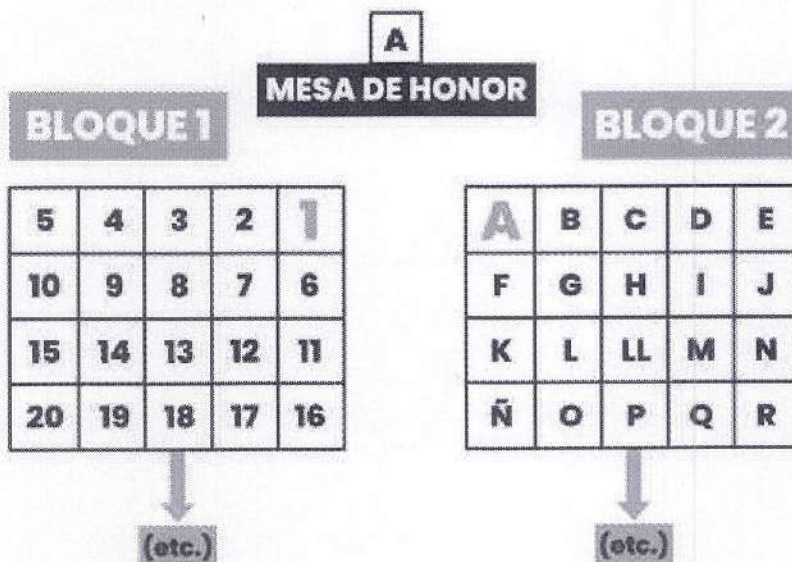 A
MESA DE HONOR
BLOQUE 1
BLOQUE 2
5 4 3 2 1
10 9 8 7 6
15 14 13 12 11
20 19 18 17 16
(etc.)
A B C D E
F G H I J
K L LL M N
Ñ O P Q R
(etc.)